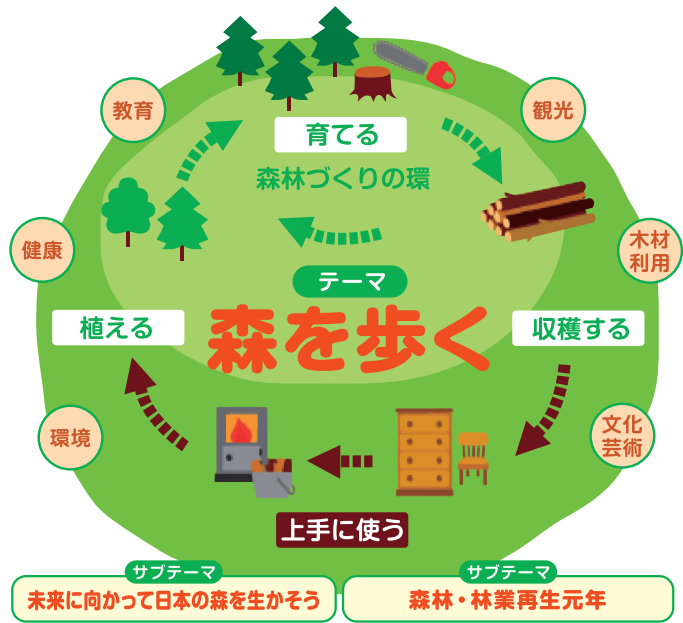 教育
観光
育てる
森林づくりの環
健康
木材
利用
テーマ
森を歩く
植える
収穫する
環境
文化
芸術
上手に使う
サブテーマ
未来に向かって日本の森を生かそう
サブテーマ
森林・林業再生元年